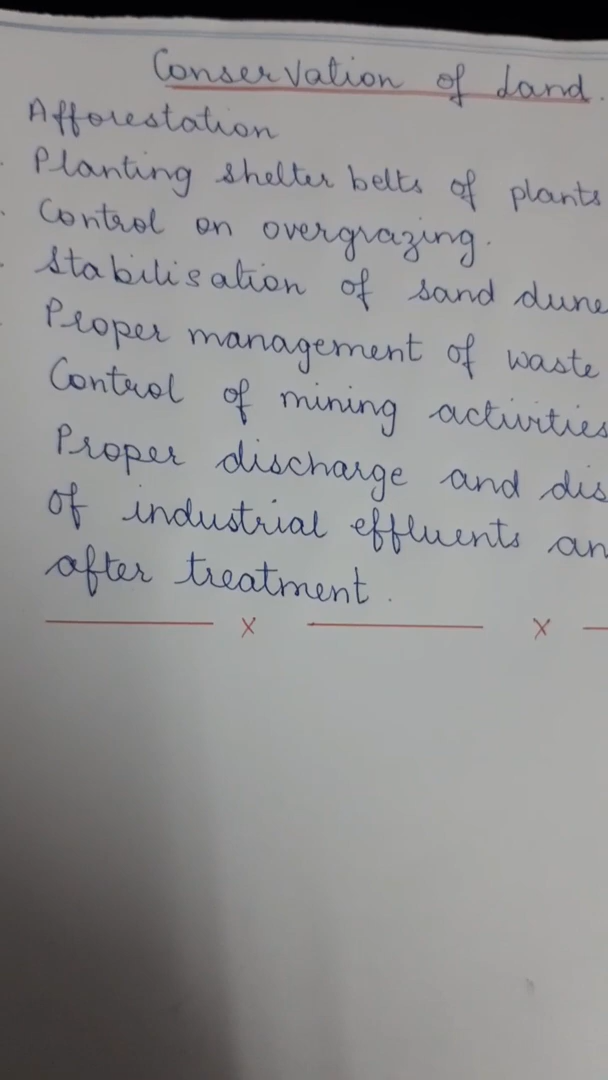 Conservation of Land.
Afforestation
Planting shelter belts of plants
Control on overgrazing.
Stabilisation of sand dune
Proper management of waste
Control of mining activities
Proper discharge and dis
of industrial effluents an
after treatment.
x x